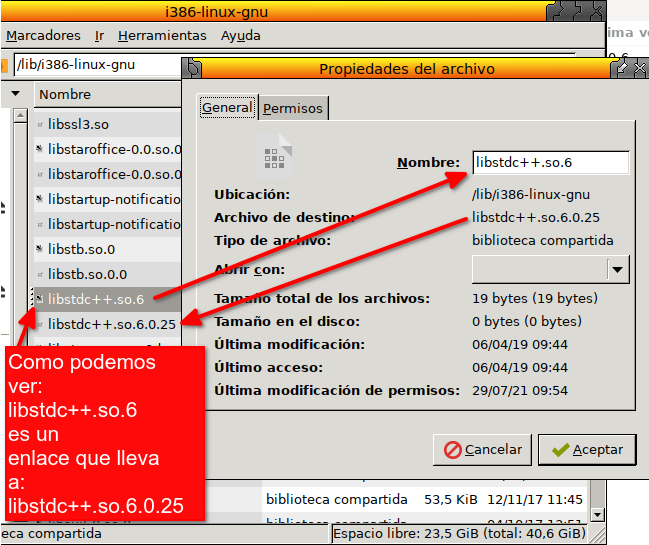 i386-linux-gnu
Marcadores Ir Herramientas Ayuda
/lib/i386-linux-gnu
Nombre
libssl3.so
libstaroffice-0.0.so.0
libstaroffice-0.0.so.0
libstartup-notificatio
libstartup-notificatio
libstb.so.0
libstb.so.0.0
libstdc++.so.6
libstdc++.so.6.0.25
Propiedades del archivo
General Permisos
Nombre: libstdc++.so.6
Ubicación: /lib/i386-linux-gnu
Archivo de destino: libstdc++.so.6.0.25
Tipo de archivo: biblioteca compartida
Abrir con:
Tamaño total de los archivos: 19 bytes (19 bytes)
Tamaño en el disco: 0 bytes (0 bytes)
Última modificación: 06/04/19 09:44
Último acceso: 06/04/19 09:44
Última modificación de permisos: 29/07/21 09:54
Cancelar Aceptar
Como podemos
ver:
libstdc++.so.6
es un
enlace que lleva
a:
libstdc++.so.6.0.25
biblioteca compartida 53,5 KiB 12/11/17 11:45
eca compartida
Espacio libre: 23,5 GiB (total: 40,6 GiB)
ima ve